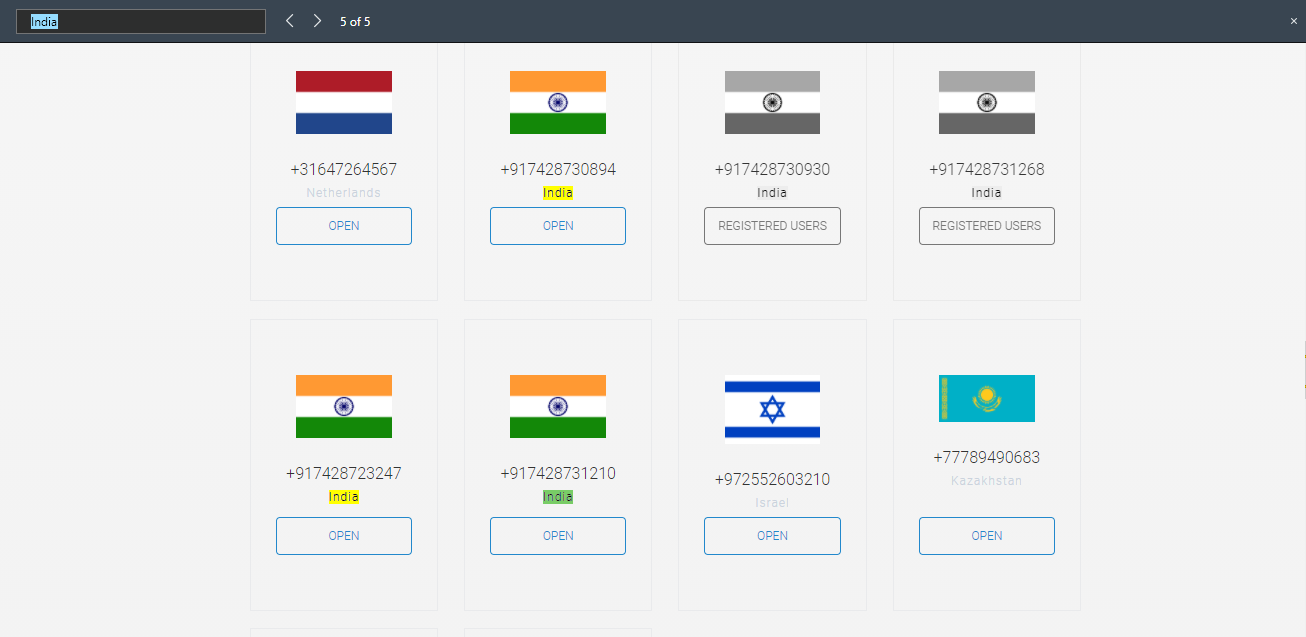 India
5 of 5
+31647264567
Netherlands
OPEN
+917428730894
India
OPEN
+917428730930
India
REGISTERED USERS
+917428731268
India
REGISTERED USERS
+917428723247
India
OPEN
+917428731210
India
OPEN
+972552603210
Israel
OPEN
+77789490683
Kazakhstan
OPEN